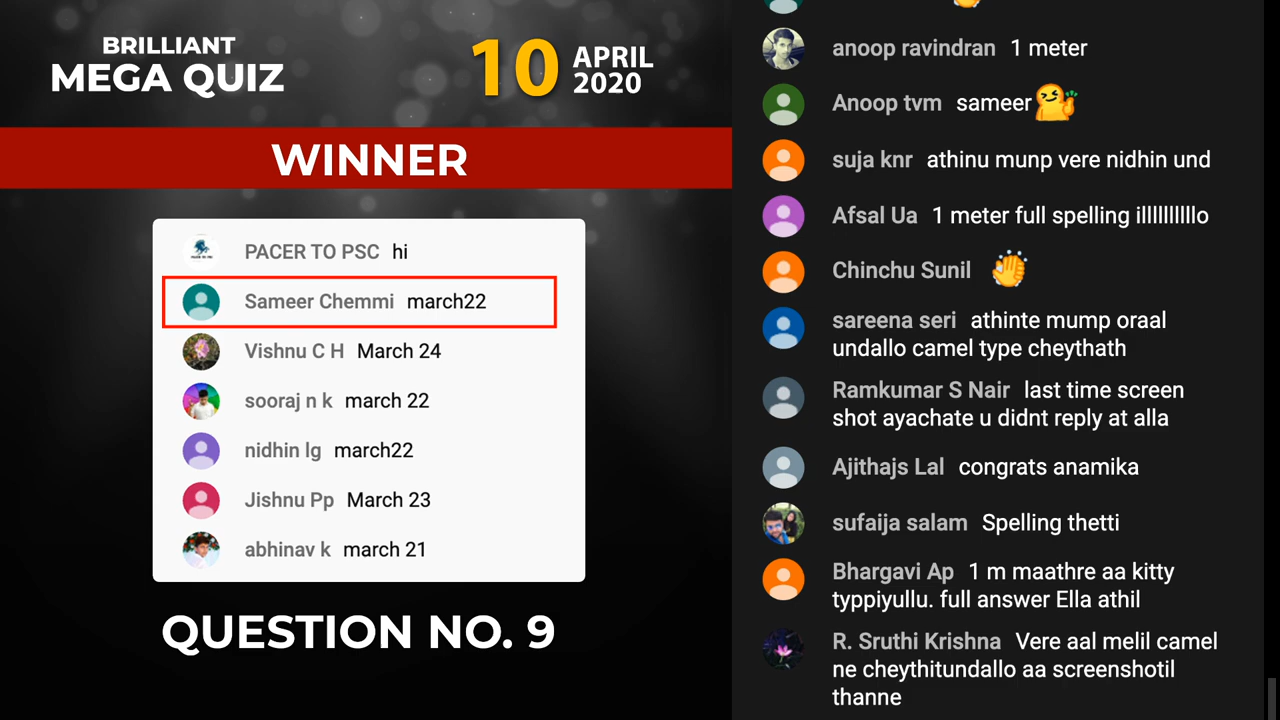 BRILLIANT
MEGA QUIZ
10 APRIL
2020
WINNER
PACER TO PSC hi
Sameer Chemmi march22
Vishnu C H March 24
sooraj n k march 22
nidhin lg march22
Jishnu Pp March 23
abhinav k march 21
QUESTION NO. 9
anoop ravindran 1 meter
Anoop tvm sameer
suja knr athinu munp vere nidhin und
Afsal Ua 1 meter full spelling illlllllllo
Chinchu Sunil
sareena seri athinte mump oraal
undallo camel type cheythath
Ramkumar S Nair last time screen
shot ayachate u didnt reply at alla
Ajithajs Lal congrats anamika
sufaija salam Spelling thetti
Bhargavi Ap 1 m maathre aa kitty
typpiyullu. full answer Ella athil
R. Sruthi Krishna Vere aal melil camel
ne cheythitundallo aa screenshotil
thanne